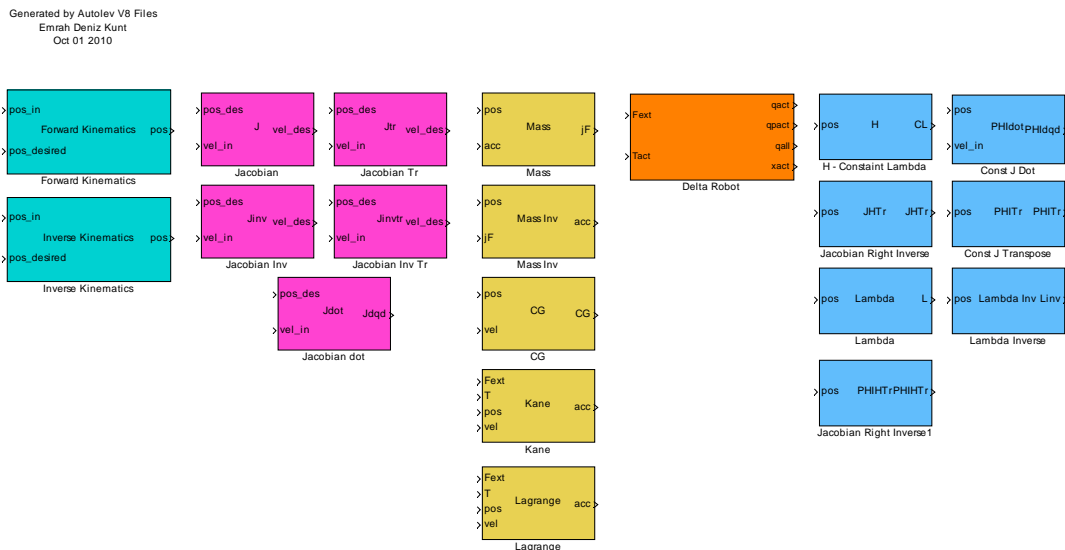 Generated by Autolev V8 Files
Emrah Deniz Kunt
Oct 01 2010
pos_in
Forward Kinematics
pos
pos_desired
Forward Kinematics
pos_in
Inverse Kinematics
pos
pos_desired
Inverse Kinematics
pos_des
J
vel_des
vel_in
Jacobian
pos_des
Jtr
vel_des
vel_in
Jacobian Tr
pos_des
Jinv
vel_des
vel_in
Jacobian Inv
pos_des
Jinvtr
vel_des
vel_in
Jacobian Inv Tr
pos_des
Jdot
Jdqd
vel_in
Jacobian dot
pos
Mass
jF
acc
Mass
pos
Mass Inv
acc
jF
Mass Inv
pos
CG
CG
vel
CG
Fext
T
Kane
acc
pos
vel
Kane
Fext
T
Lagrange
acc
pos
vel
Lagrange
Fext
Tact
qact
qpact
qall
xact
Delta Robot
pos
H
CL
H - Constaint Lambda
pos
PHIdot
PHIdqd
vel_in
Const J Dot
pos
JHTr
JHTr
Jacobian Right Inverse
pos
PHITr
PHITr
Const J Transpose
pos
Lambda
L
Lambda
pos
Lambda Inv
Linv
Lambda Inverse
pos
PHIHTr
PHIHTr
Jacobian Right Inverse1